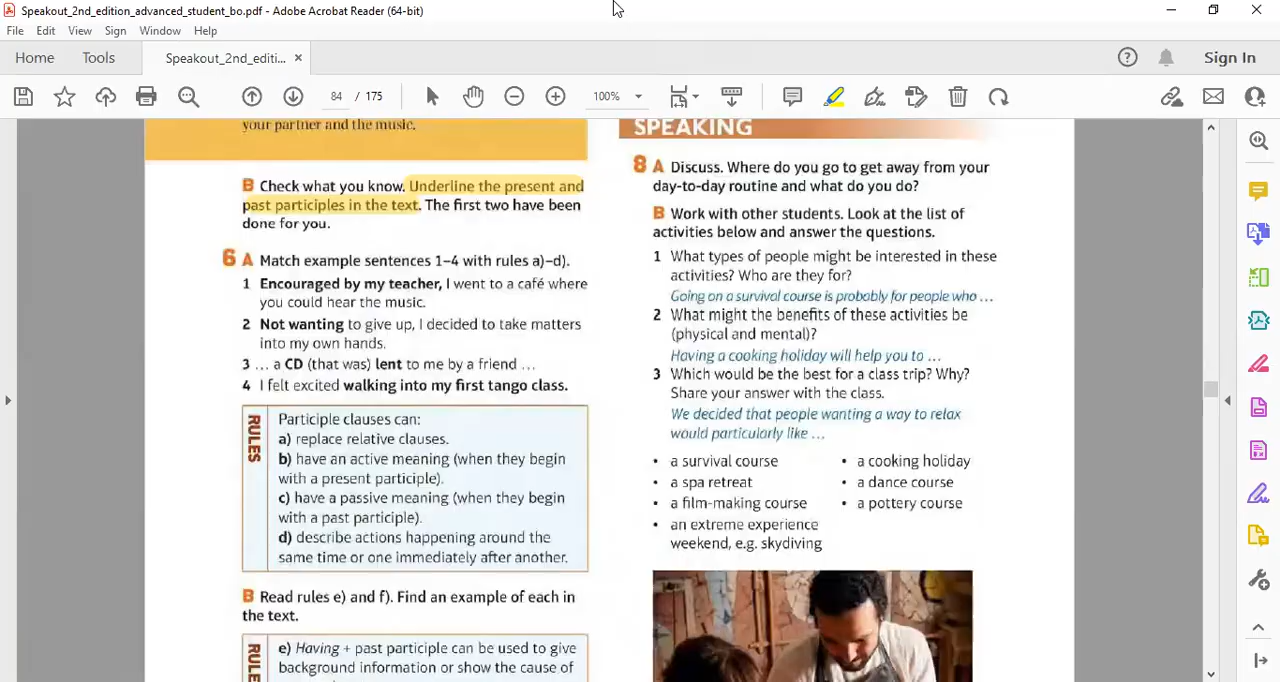 Speakout_2nd_edition_advanced_student_bo.pdf - Adobe Acrobat Reader (64-bit)
File Edit View Sign Window Help
Home Tools Speakout_2nd_editi... × Sign In
84 / 175 100%
your partner and the music.
B Check what you know. Underline the present and
past participles in the text. The first two have been
done for you.
6 A Match example sentences 1–4 with rules a)–d).
1 Encouraged by my teacher, I went to a café where
you could hear the music.
2 Not wanting to give up, I decided to take matters
into my own hands.
3 … a CD (that was) lent to me by a friend …
4 I felt excited walking into my first tango class.
RULES
Participle clauses can:
a) replace relative clauses.
b) have an active meaning (when they begin
with a present participle).
c) have a passive meaning (when they begin
with a past participle).
d) describe actions happening around the
same time or one immediately after another.
B Read rules e) and f). Find an example of each in
the text.
RULE
e) Having + past participle can be used to give
background information or show the cause of
SPEAKING
8 A Discuss. Where do you go to get away from your
day-to-day routine and what do you do?
B Work with other students. Look at the list of
activities below and answer the questions.
1 What types of people might be interested in these
activities? Who are they for?
Going on a survival course is probably for people who …
2 What might the benefits of these activities be
(physical and mental)?
Having a cooking holiday will help you to …
3 Which would be the best for a class trip? Why?
Share your answer with the class.
We decided that people wanting a way to relax
would particularly like …
• a survival course
• a spa retreat
• a film-making course
• an extreme experience
weekend, e.g. skydiving
• a cooking holiday
• a dance course
• a pottery course